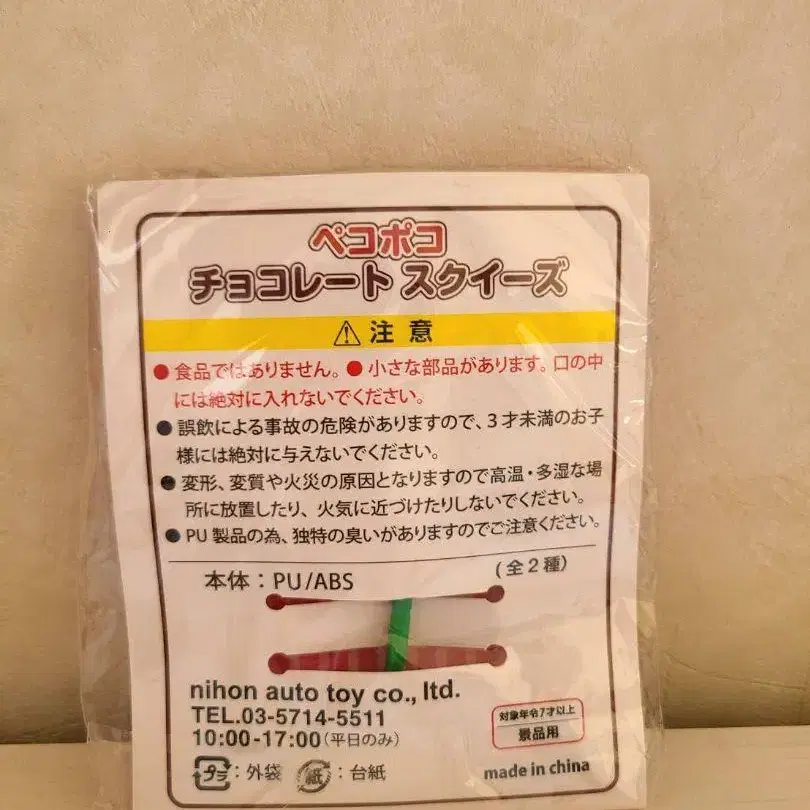 ペコポコ
チョコレート スクイーズ
注意
●食品ではありません。●小さな部品があります。口の中
には絶対に入れないでください。
●誤飲による事故の危険がありますので、3才未満のお子
様には絶対に与えないでください。
●変形、変質や火災の原因となりますので高温・多湿な場
所に放置したり、火気に近づけたりしないでください。
●PU製品の為、独特の臭いがありますのでご注意ください。
本体:PU/ABS (全2種)
nihon auto toy co., ltd.
TEL.03-5714-5511
10:00-17:00(平日のみ)
対象年令7才以上
景品用
プラ:外袋 紙:台紙
made in china